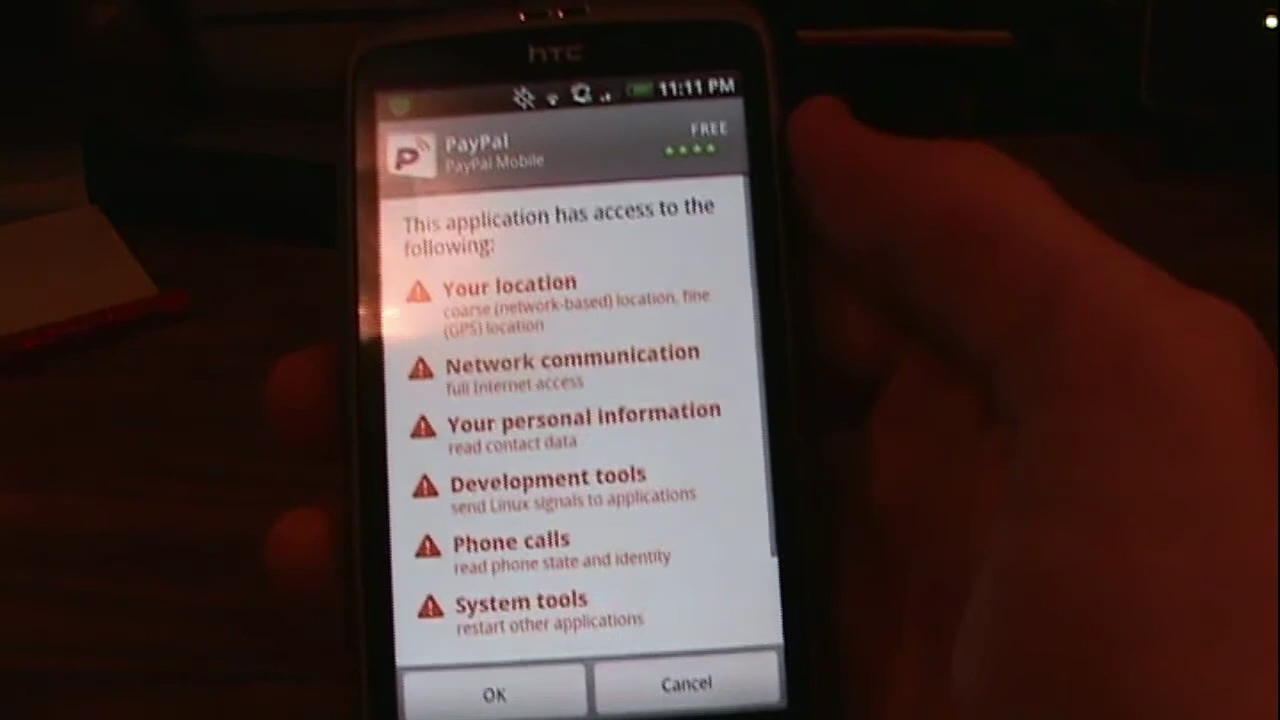 hTC
11:11 PM
PayPal
FREE
PayPal Mobile
This application has access to the
following:
Your location
coarse (network-based) location, fine
(GPS) location
Network communication
full Internet access
Your personal information
read contact data
Development tools
send Linux signals to applications
Phone calls
read phone state and identity
System tools
restart other applications
OK
Cancel